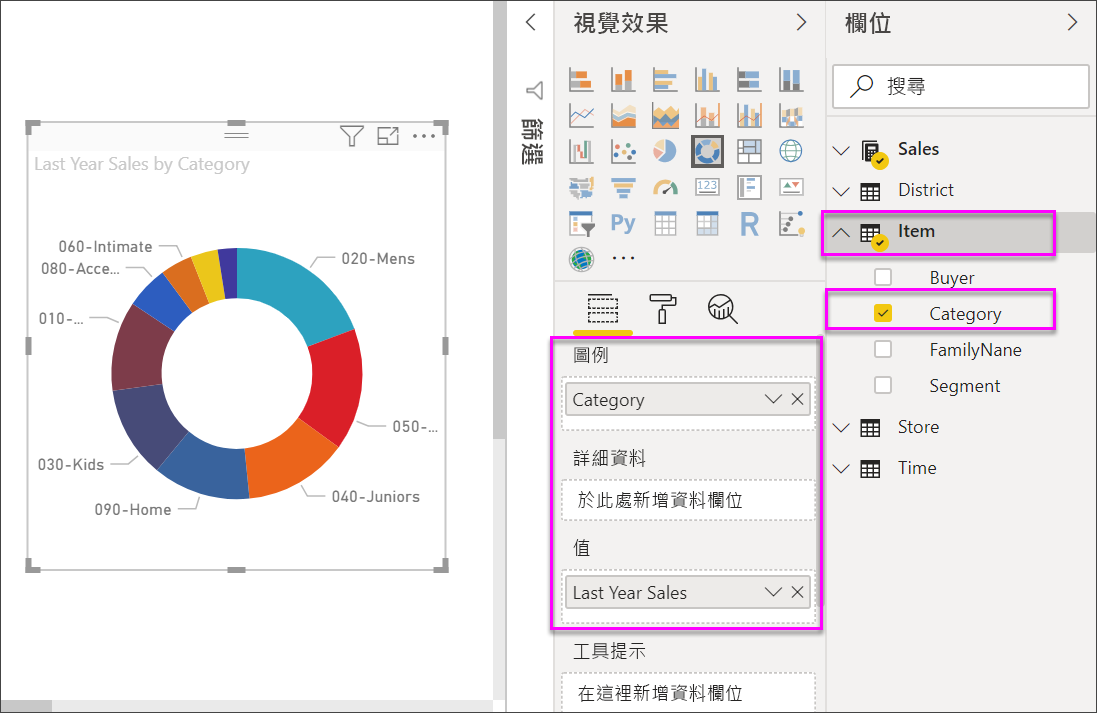 Last Year Sales by Category
060-Intimate
080-Acce...
010-...
020-Mens
050-...
030-Kids
090-Home
040-Juniors
篩選
視覺效果
123
Py
R
...
圖例
Category
詳細資料
於此處新增資料欄位
值
Last Year Sales
工具提示
在這裡新增資料欄位
欄位
搜尋
Sales
District
Item
Buyer
Category
FamilyNane
Segment
Store
Time